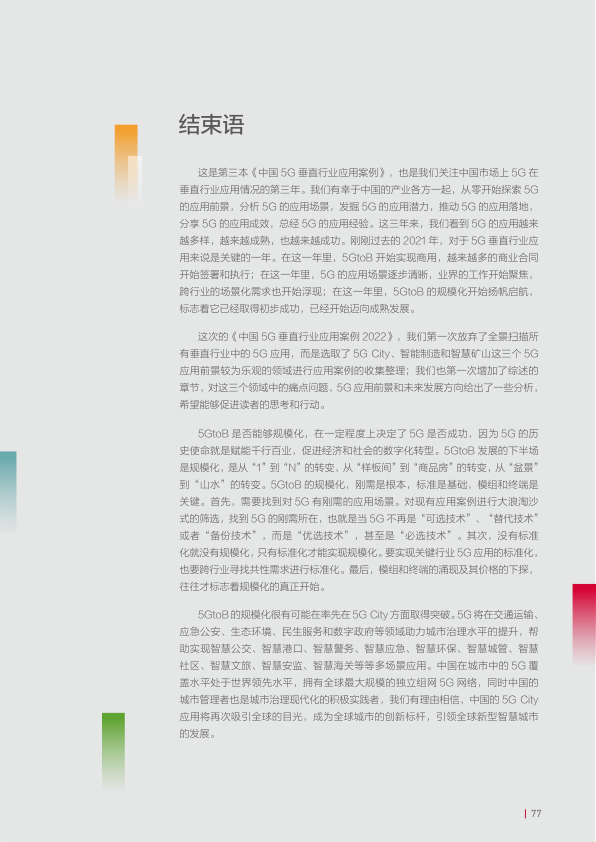 结束语
这是第三本《中国 5G 垂直行业应用案例》，也是我们关注中国市场上 5G 在
垂直行业应用情况的第三年。我们有幸于中国的产业各方一起，从零开始探索 5G
的应用前景，分析 5G 的应用场景，发掘 5G 的应用潜力，推动 5G 的应用落地，
分享 5G 的应用成效，总经 5G 的应用经验。这三年来，我们看到 5G 的应用越来
越多样，越来越成熟，也越来越成功。刚刚过去的 2021 年，对于 5G 垂直行业应
用来说是关键的一年。在这一年里，5GtoB 开始实现商用，越来越多的商业合同
开始签署和执行；在这一年里，5G 的应用场景逐步清晰，业界的工作开始聚焦，
跨行业的场景化需求也开始浮现；在这一年里，5GtoB 的规模化开始扬帆启航，
标志着它已经取得初步成功，已经开始迈向成熟发展。
这次的《中国 5G 垂直行业应用案例 2022》，我们第一次放弃了全景扫描所
有垂直行业中的 5G 应用，而是选取了 5G City、智能制造和智慧矿山这三个 5G
应用前景较为乐观的领域进行应用案例的收集整理；我们也第一次增加了综述的
章节，对这三个领域中的痛点问题、5G 应用前景和未来发展方向给出了一些分析，
希望能够促进读者的思考和行动。
5GtoB 是否能够规模化，在一定程度上决定了 5G 是否成功，因为 5G 的历
史使命就是赋能千行百业，促进经济和社会的数字化转型。5GtoB 发展的下半场
是规模化，是从“1”到“N”的转变，从“样板间”到“商品房”的转变，从“盆景”
到“山水”的转变。5GtoB 的规模化，刚需是根本，标准是基础，模组和终端是
关键。首先，需要找到对 5G 有刚需的应用场景。对现有应用案例进行大浪淘沙
式的筛选，找到 5G 的刚需所在，也就是当 5G 不再是“可选技术”、“替代技术”
或者“备份技术”，而是“优选技术”，甚至是“必选技术”。其次，没有标准
化就没有规模化，只有标准化才能实现规模化。要实现关键行业 5G 应用的标准化，
也要跨行业寻找共性需求进行标准化。最后，模组和终端的涌现及其价格的下探，
往往才标志着规模化的真正开始。
5GtoB 的规模化很有可能在率先在 5G City 方面取得突破。5G 将在交通运输、
应急公安、生态环境、民生服务和数字政府等领域助力城市治理水平的提升，帮
助实现智慧公交、智慧港口、智慧警务、智慧应急、智慧环保、智慧城管、智慧
社区、智慧文旅、智慧安监、智慧海关等等多场景应用。中国在城市中的 5G 覆
盖水平处于世界领先水平，拥有全球最大规模的独立组网 5G 网络，同时中国的
城市管理者也是城市治理现代化的积极实践者，我们有理由相信，中国的 5G City
应用将再次吸引全球的目光，成为全球城市的创新标杆，引领全球新型智慧城市
的发展。
| 77